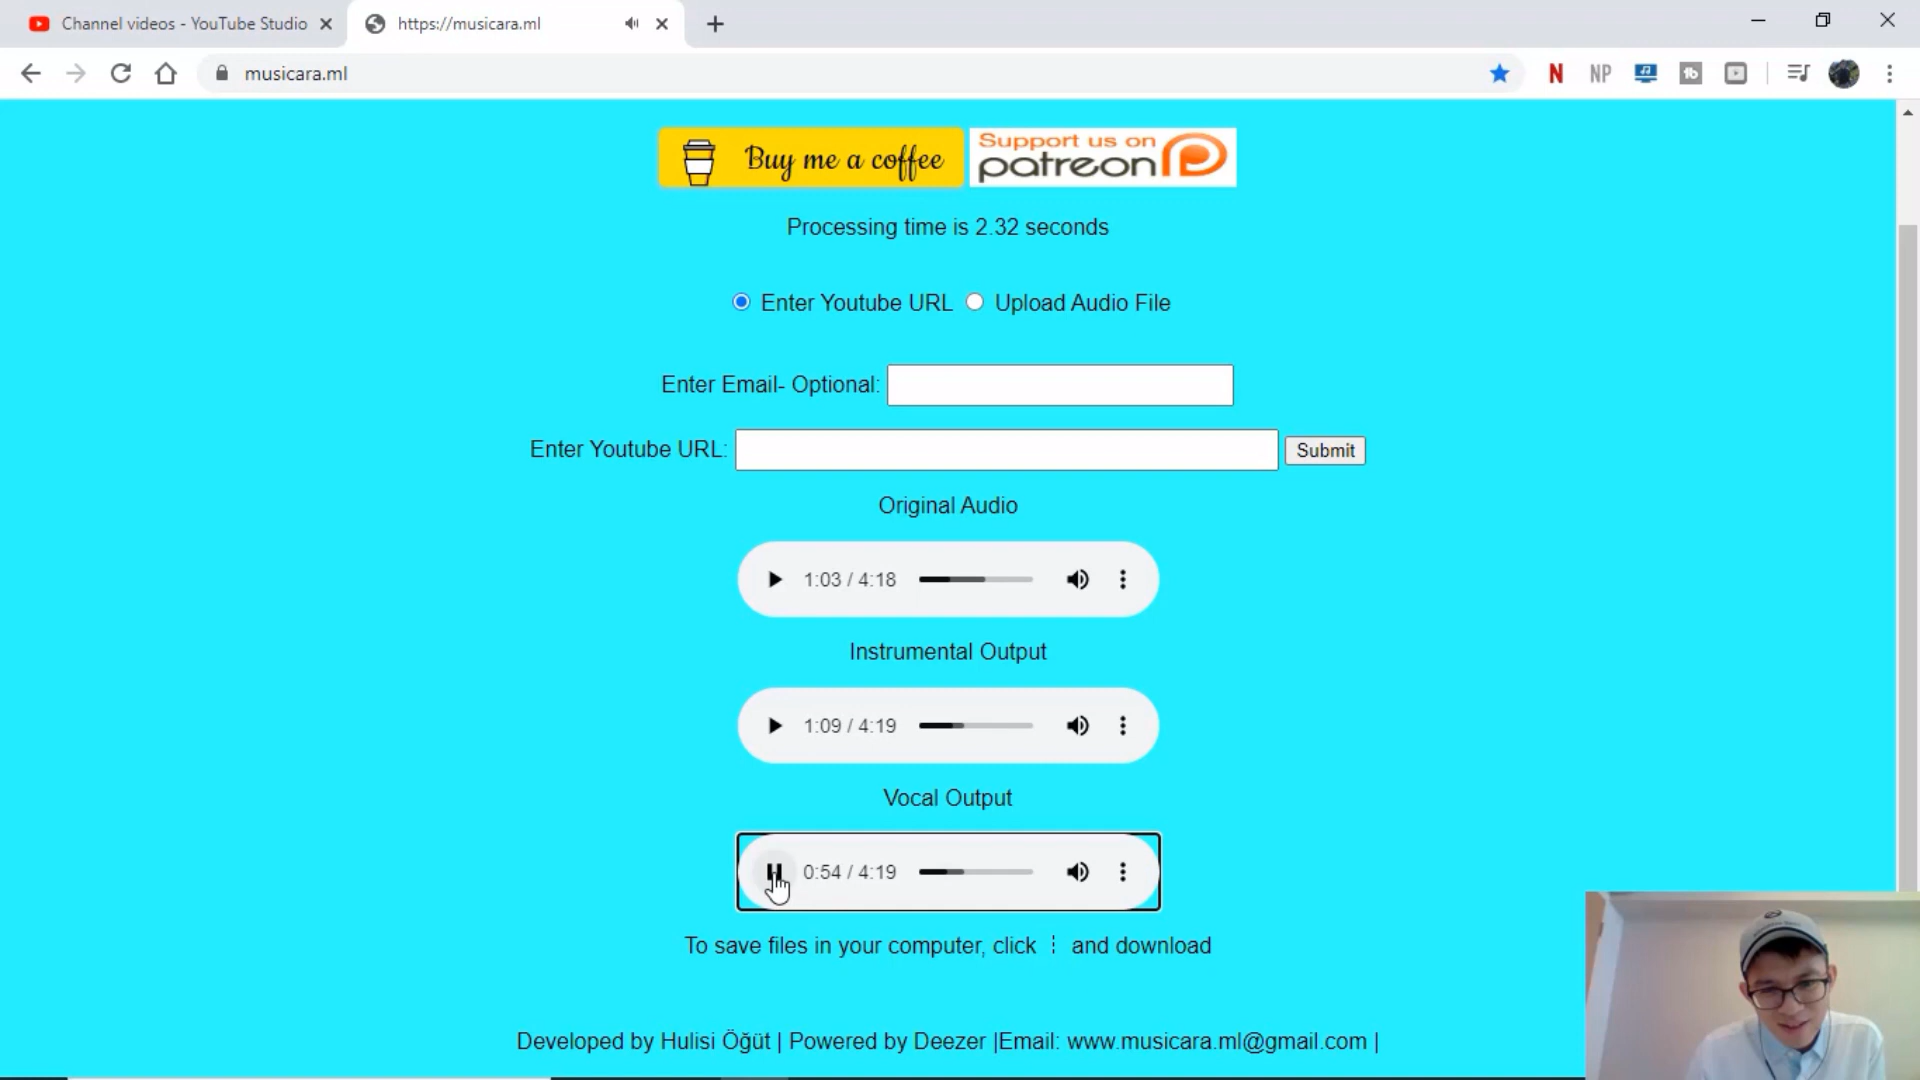 Channel videos - YouTube Studio
https://musicara.ml
musicara.ml
N NP tb
Buy me a coffee
Support us on
patreon
Processing time is 2.32 seconds
Enter Youtube URL Upload Audio File
Enter Email- Optional:
Enter Youtube URL: Submit
Original Audio
1:03 / 4:18
Instrumental Output
1:09 / 4:19
Vocal Output
0:54 / 4:19
To save files in your computer, click ⋮ and download
Developed by Hulisi Öğüt | Powered by Deezer |Email: www.musicara.ml@gmail.com |